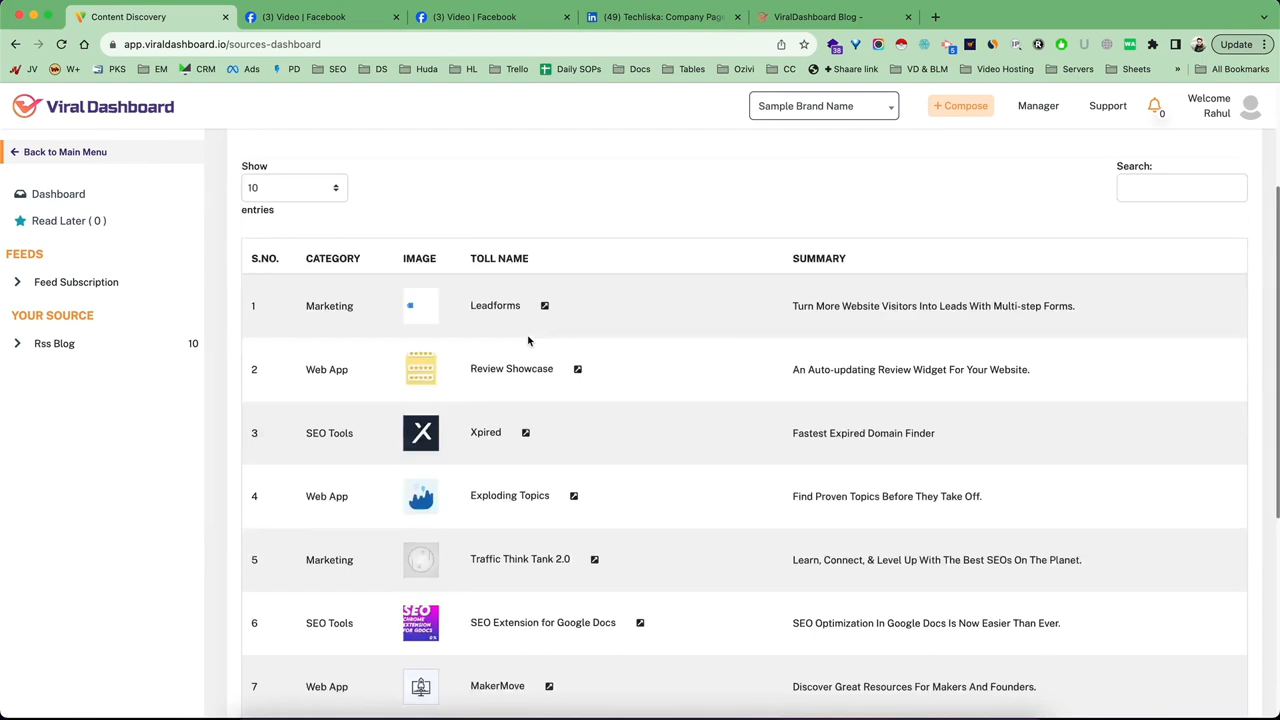 Content Discovery
(3) Video | Facebook
(3) Video | Facebook
(49) Techliska: Company Pag
ViralDashboard Blog -
app.viraldashboard.io/sources-dashboard
38
5
Update
JV
W+
PKS
EM
CRM
Ads
PD
SEO
DS
Huda
HL
Trello
Daily SOPs
Docs
Tables
Ozivi
CC
+ Shaare link
VD & BLM
Video Hosting
Servers
Sheets
»
All Bookmarks
Viral Dashboard
Sample Brand Name
+ Compose
Manager
Support
0
Welcome
Rahul
Back to Main Menu
Dashboard
Read Later ( 0 )
FEEDS
Feed Subscription
YOUR SOURCE
Rss Blog 10
Show
10
entries
Search:
S.NO. CATEGORY IMAGE TOLL NAME SUMMARY
1 Marketing Leadforms Turn More Website Visitors Into Leads With Multi-step Forms.
2 Web App Review Showcase An Auto-updating Review Widget For Your Website.
3 SEO Tools X Xpired Fastest Expired Domain Finder
4 Web App Exploding Topics Find Proven Topics Before They Take Off.
5 Marketing Traffic Think Tank 2.0 Learn, Connect, & Level Up With The Best SEOs On The Planet.
SEO
CHROME
EXTENSION
FOR GDOCS
6 SEO Tools SEO Extension for Google Docs SEO Optimization In Google Docs Is Now Easier Than Ever.
7 Web App MakerMove Discover Great Resources For Makers And Founders.